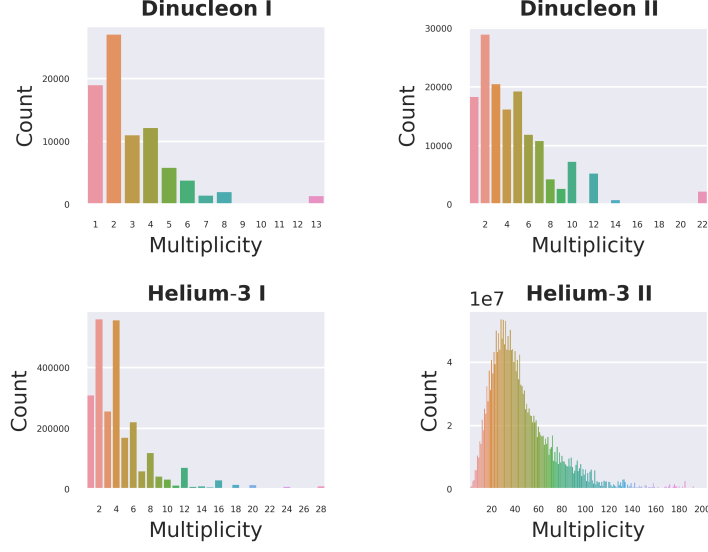 Dinucleon I
Count
20000
10000
0
1 2 3 4 5 6 7 8 9 10 11 12 13
Multiplicity
Dinucleon II
Count
30000
20000
10000
0
2 4 6 8 10 12 14 16 18 20 22
Multiplicity
Helium-3 I
Count
400000
200000
0
2 4 6 8 10 12 14 16 18 20 22 24 26 28
Multiplicity
1e7 Helium-3 II
Count
4
2
0
20 40 60 80 100 120 140 160 180 200
Multiplicity